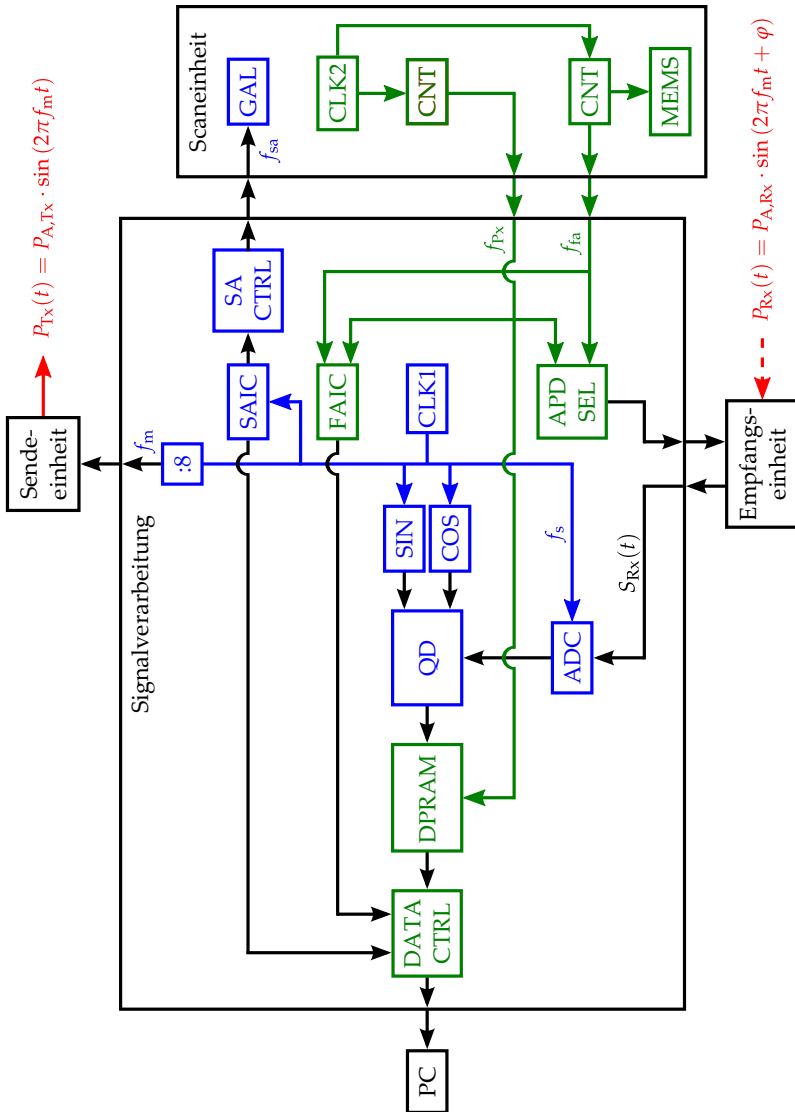 Sende-
einheit
P_Tx(t) = P_A,Tx · sin (2πf_m t)
Signalverarbeitung
f_m
:8
SAIC
SA
CTRL
f_sa
Scaneinheit
GAL
CLK2
CNT
CNT
MEMS
FAIC
CLK1
f_Px
f_fa
SIN
COS
APD
SEL
f_s
QD
ADC
S_Rx(t)
DPRAM
DATA
CTRL
PC
Empfangs-
einheit
P_Rx(t) = P_A,Rx · sin (2πf_m t + φ)